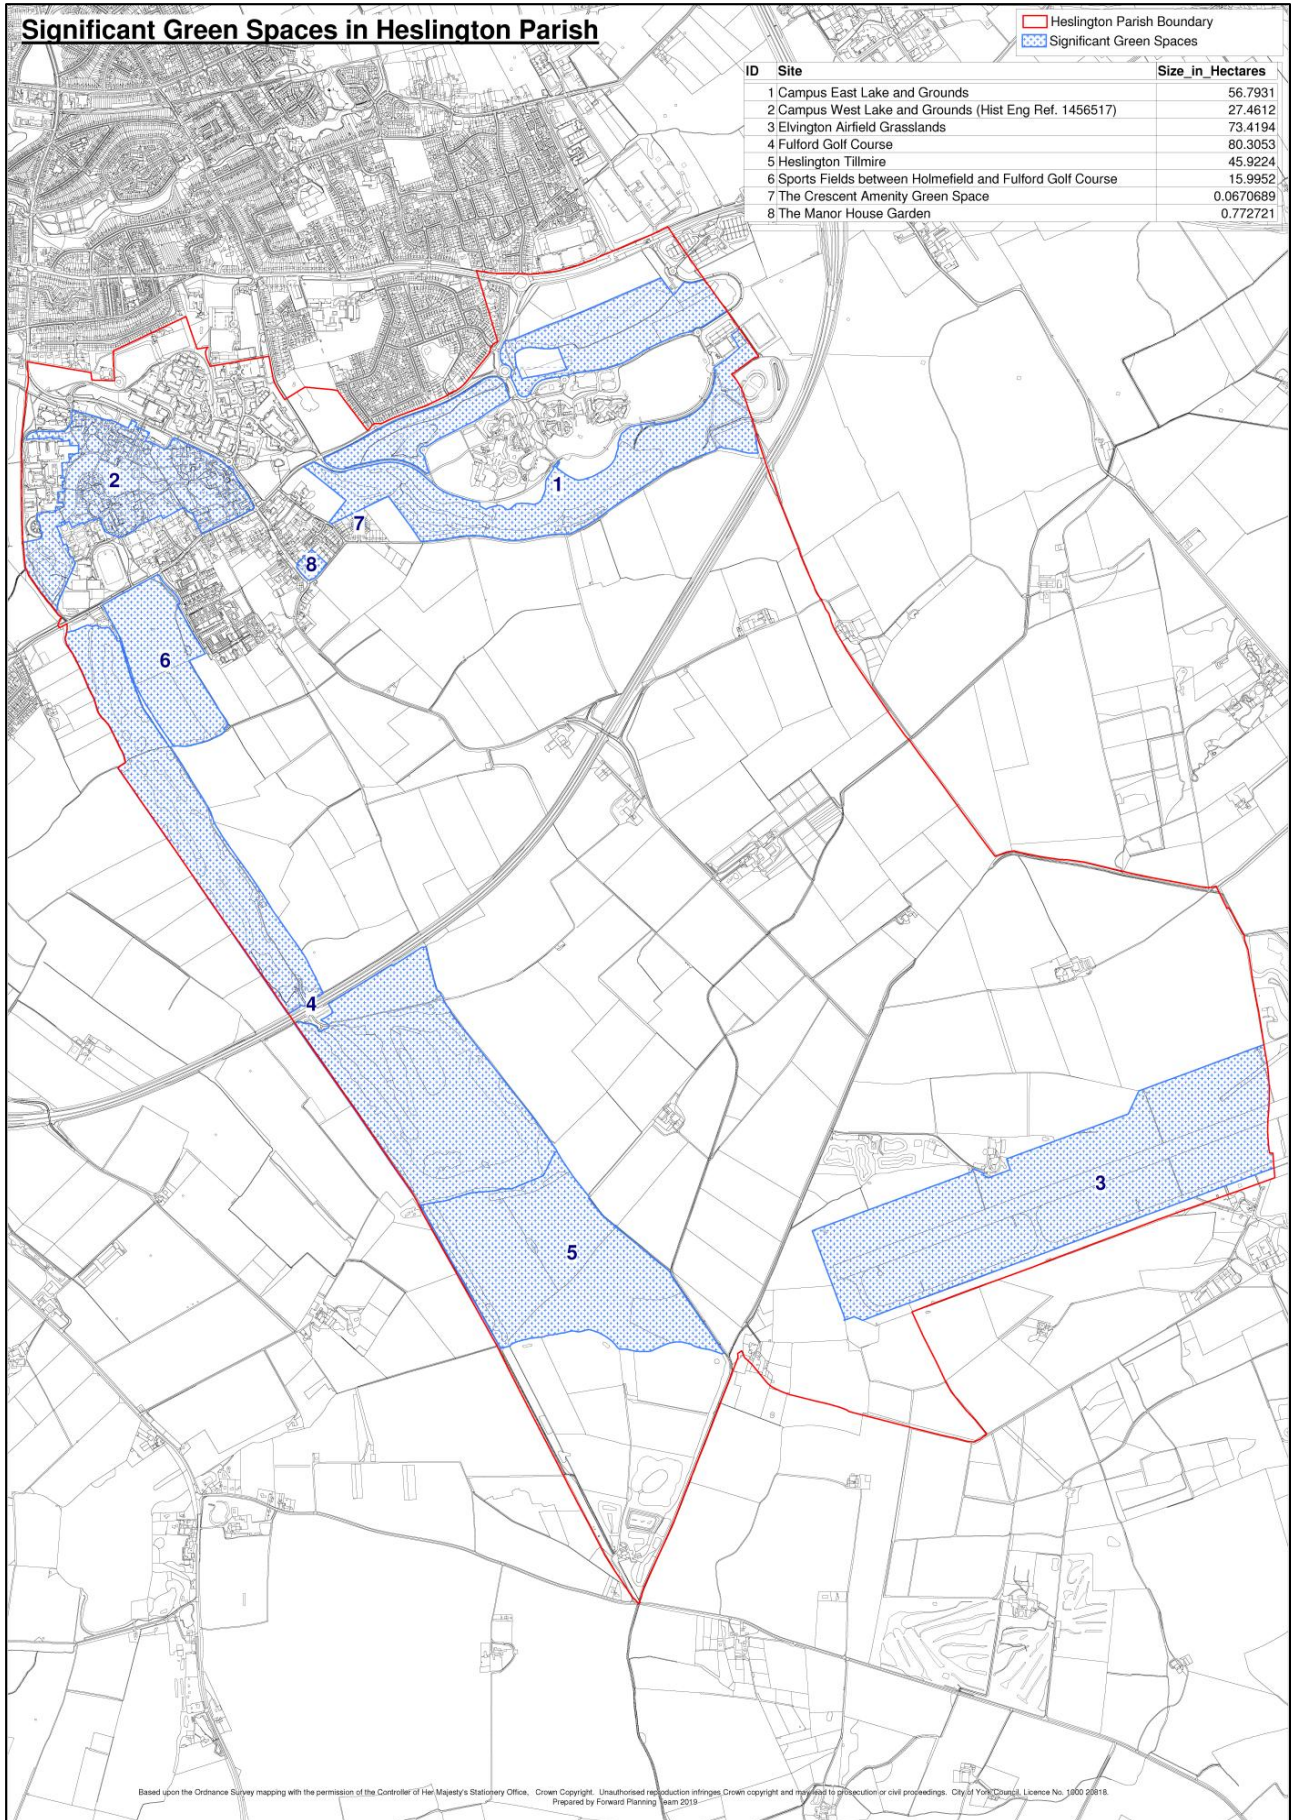 Significant Green Spaces in Heslington Parish
Heslington Parish Boundary
Significant Green Spaces
ID Site Size_in_Hectares
1 Campus East Lake and Grounds 56.7931
2 Campus West Lake and Grounds (Hist Eng Ref. 1456517) 27.4612
3 Elvington Airfield Grasslands 73.4194
4 Fulford Golf Course 80.3053
5 Heslington Tillmire 45.9224
6 Sports Fields between Holmefield and Fulford Golf Course 15.9952
7 The Crescent Amenity Green Space 0.0670689
8 The Manor House Garden 0.772721
1
2
7
8
6
4
3
5
Based upon the Ordnance Survey mapping with the permission of the Controller of Her Majesty's Stationery Office, Crown Copyright. Unauthorised reproduction infringes Crown copyright and may lead to prosecution or civil proceedings. City of York Council, Licence No. 1000 20818.
Prepared by Forward Planning Team 2019